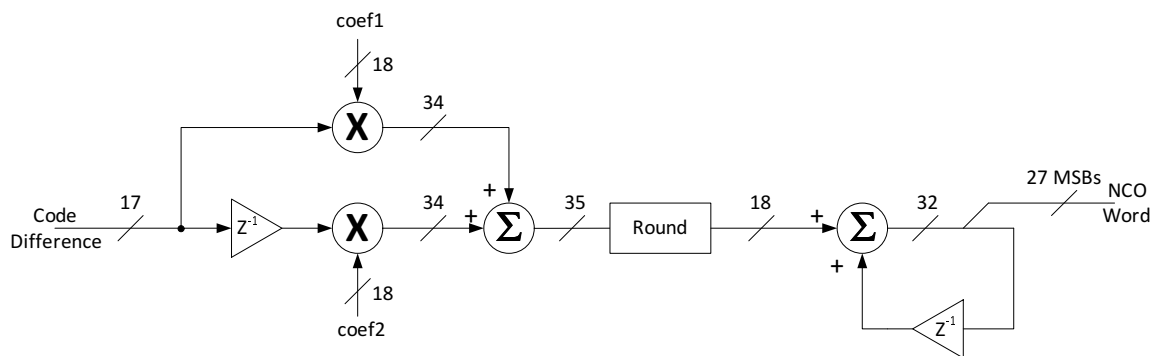 coef1
18
34
X
+
17
Code
Difference
Z-1
X
34
+
Σ
35
Round
18
+
Σ
+
32
27 MSBs
NCO
Word
18
coef2
Z-1